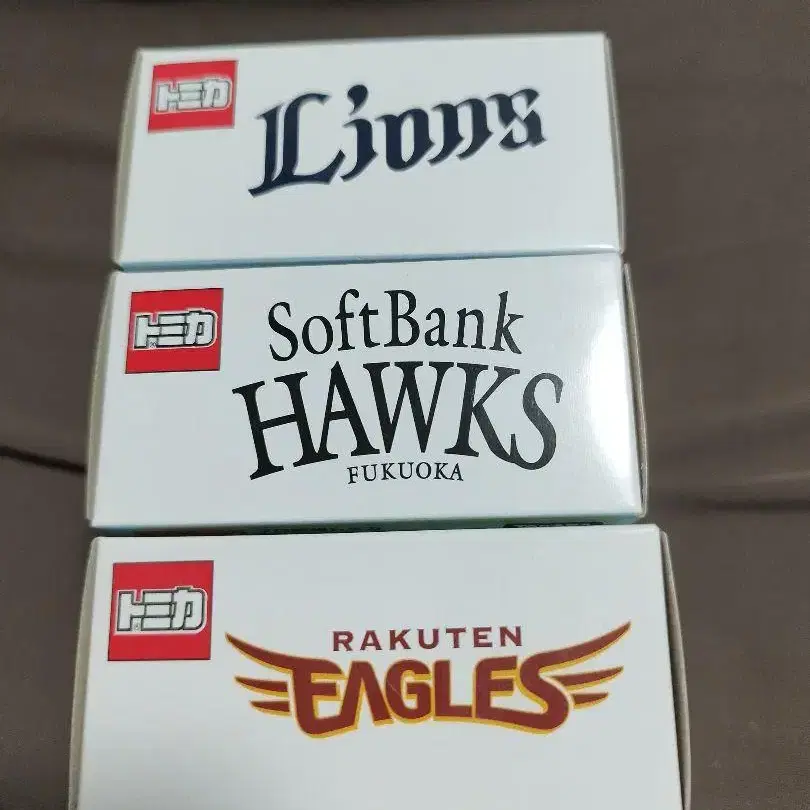 トミカ
Lions
トミカ
SoftBank
HAWKS
FUKUOKA
トミカ
RAKUTEN
EAGLES